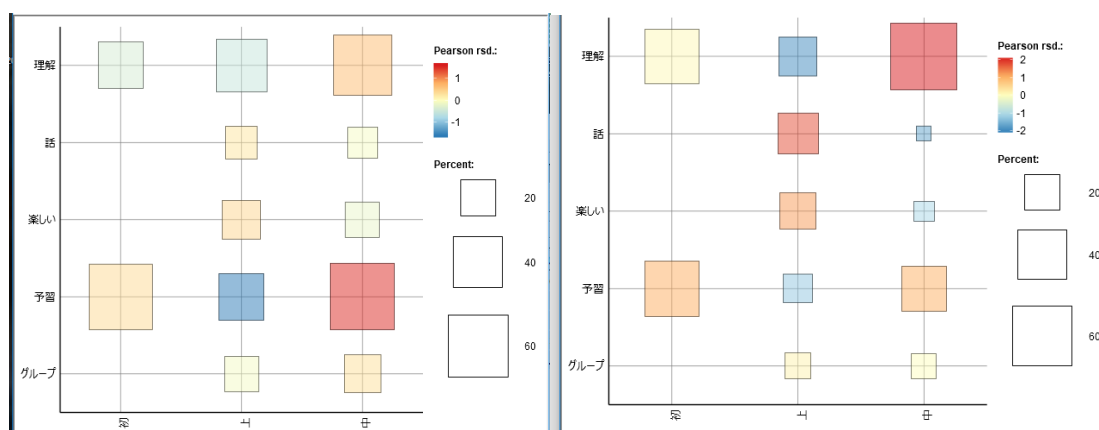 理解
話
楽しい
予習
グループ
初
上
中
Pearson rsd.:
1
0
-1
Percent:
20
40
60
理解
話
楽しい
予習
グループ
初
上
中
Pearson rsd.:
2
1
0
-1
-2
Percent:
20
40
60